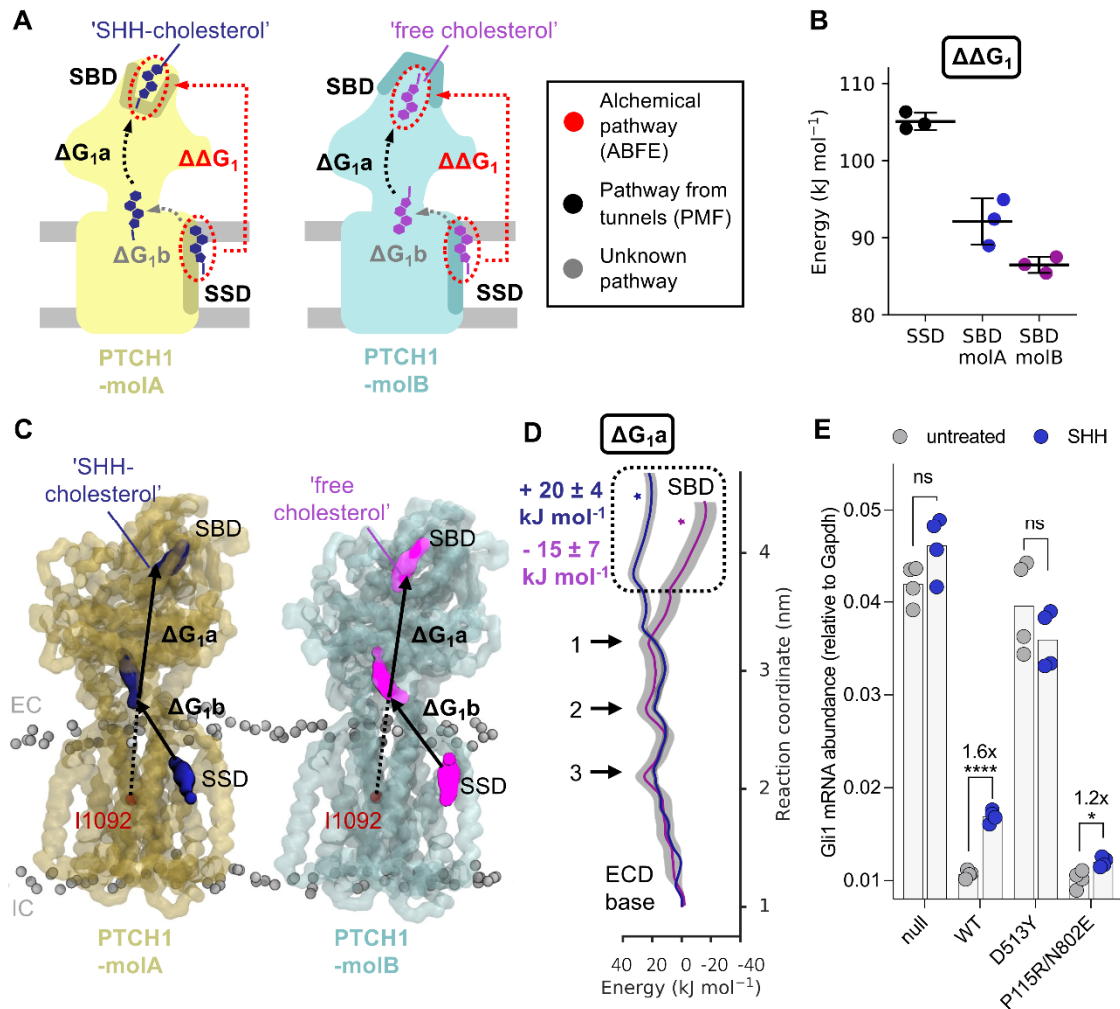 A
'SHH-cholesterol'
'free cholesterol'
SBD
SBD
ΔG₁a
ΔΔG₁
ΔG₁a
ΔΔG₁
ΔG₁b
ΔG₁b
SSD
SSD
PTCH1
-molA
PTCH1
-molB
Alchemical
pathway
(ABFE)
Pathway from
tunnels (PMF)
Unknown
pathway
B
ΔΔG₁
Energy (kJ mol⁻¹)
110
100
90
80
SSD
SBD
molA
SBD
molB
C
'SHH-
cholesterol'
'free
cholesterol'
SBD
SBD
ΔG₁a
ΔG₁a
ΔG₁b
ΔG₁b
EC
SSD
SSD
I1092
I1092
IC
PTCH1
-molA
PTCH1
-molB
D
ΔG₁a
+ 20 ± 4
kJ mol⁻¹
- 15 ± 7
kJ mol⁻¹
SBD
1
2
3
ECD
base
4
3
2
1
Reaction coordinate (nm)
40 20 0 -20 -40
Energy (kJ mol⁻¹)
E
untreated
SHH
Gli1 mRNA abundance (relative to Gapdh)
0.05
0.04
0.03
0.02
0.01
ns
1.6x
****
ns
1.2x
*
null
WT
D513Y
P115R/N802E